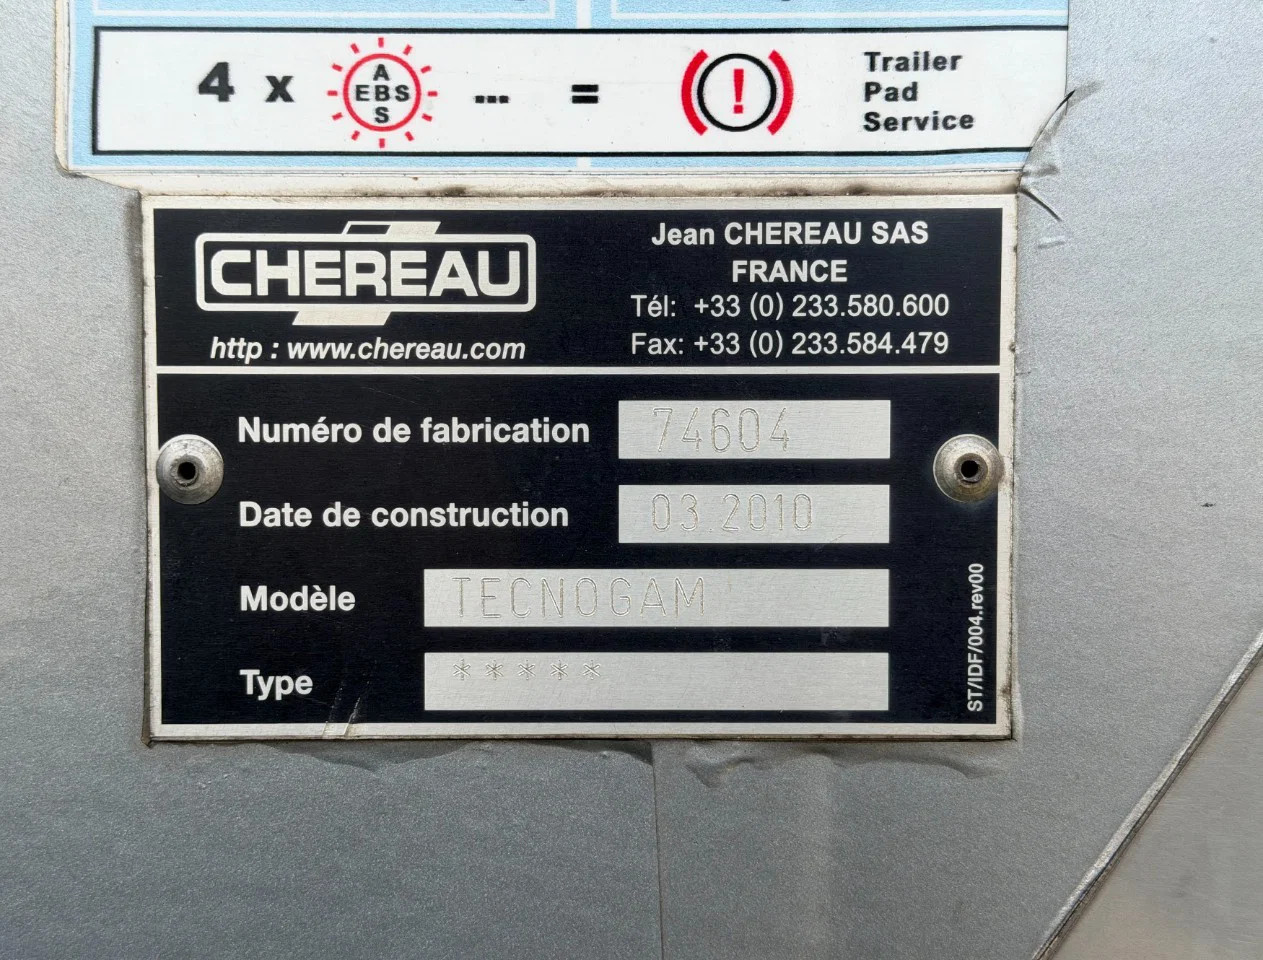 4 x A EBS S ... = ! Trailer
Pad
Service
CHEREAU
http : www.chereau.com
Jean CHEREAU SAS
FRANCE
Tél: +33 (0) 233.580.600
Fax: +33 (0) 233.584.479
Numéro de fabrication 74604
Date de construction 03.2010
Modèle TECNOGAM
Type *****
ST/IDF/004.rev00